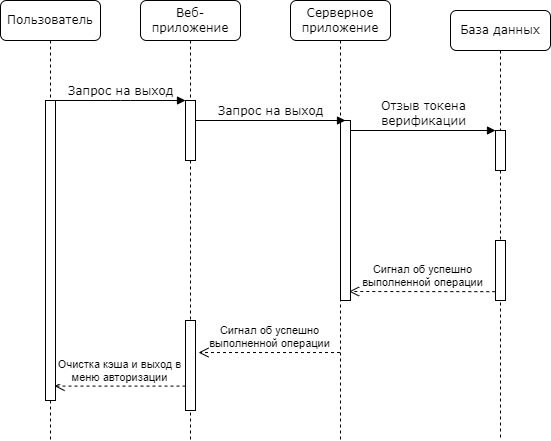 Пользователь
Веб-
приложение
Серверное
приложение
База данных
Запрос на выход
Запрос на выход
Отзыв токена
верификации
Сигнал об успешно
выполненной операции
Сигнал об успешно
выполненной операции
Очистка кэша и выход в
меню авторизации